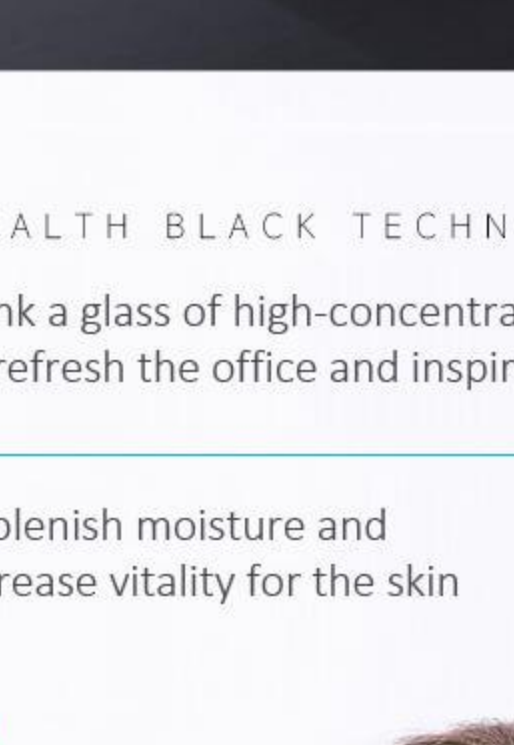 ALTH BLACK TECHN
nk a glass of high-concentra
refresh the office and inspir
plenish moisture and
rease vitality for the skin